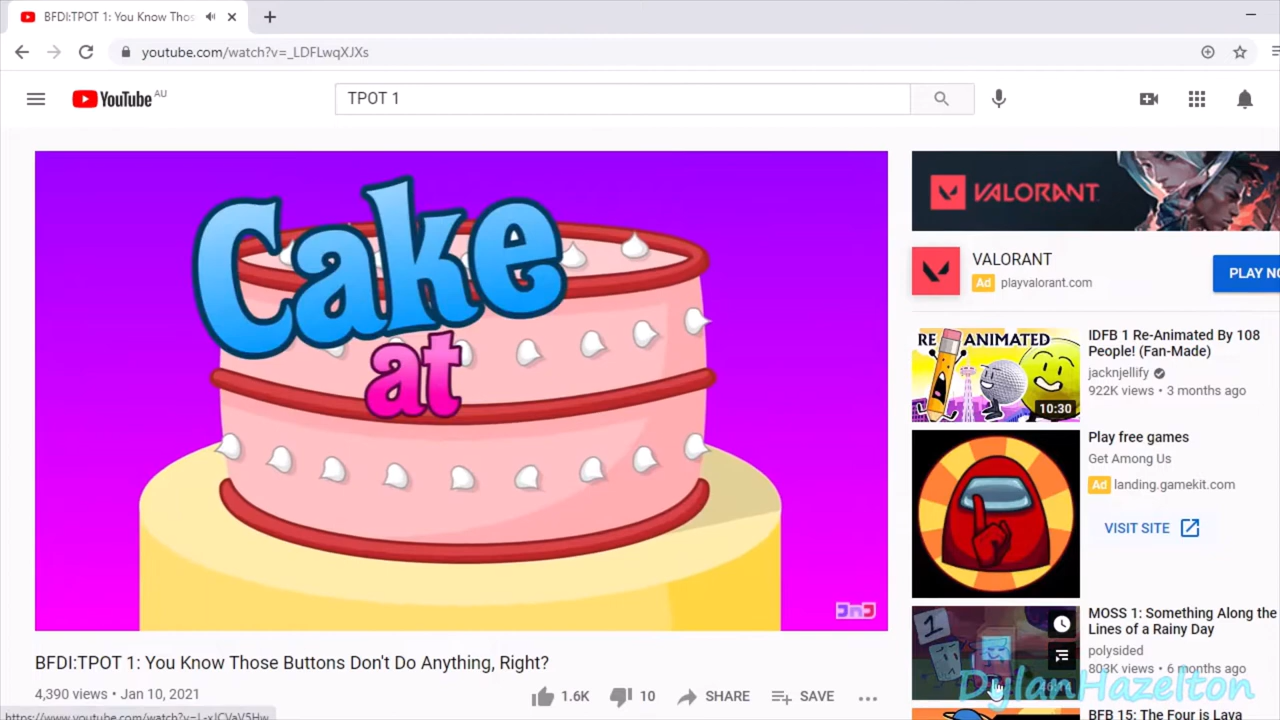 BFDI:TPOT 1: You Know Thos
youtube.com/watch?v=_LDFLwqXJXs
YouTube AU
TPOT 1
Cake
at
VALORANT
VALORANT
Ad playvalorant.com
PLAY NO
RE ANIMATED
10:30
IDFB 1 Re-Animated By 108
People! (Fan-Made)
jacknjellify
922K views • 3 months ago
Play free games
Get Among Us
Ad landing.gamekit.com
VISIT SITE
1
MOSS 1: Something Along the
Lines of a Rainy Day
polysided
803K views • 6 months ago
BFB 15: The Four is Lava
BFDI:TPOT 1: You Know Those Buttons Don't Do Anything, Right?
4,390 views • Jan 10, 2021
1.6K
10
SHARE
SAVE
DylanHazelton